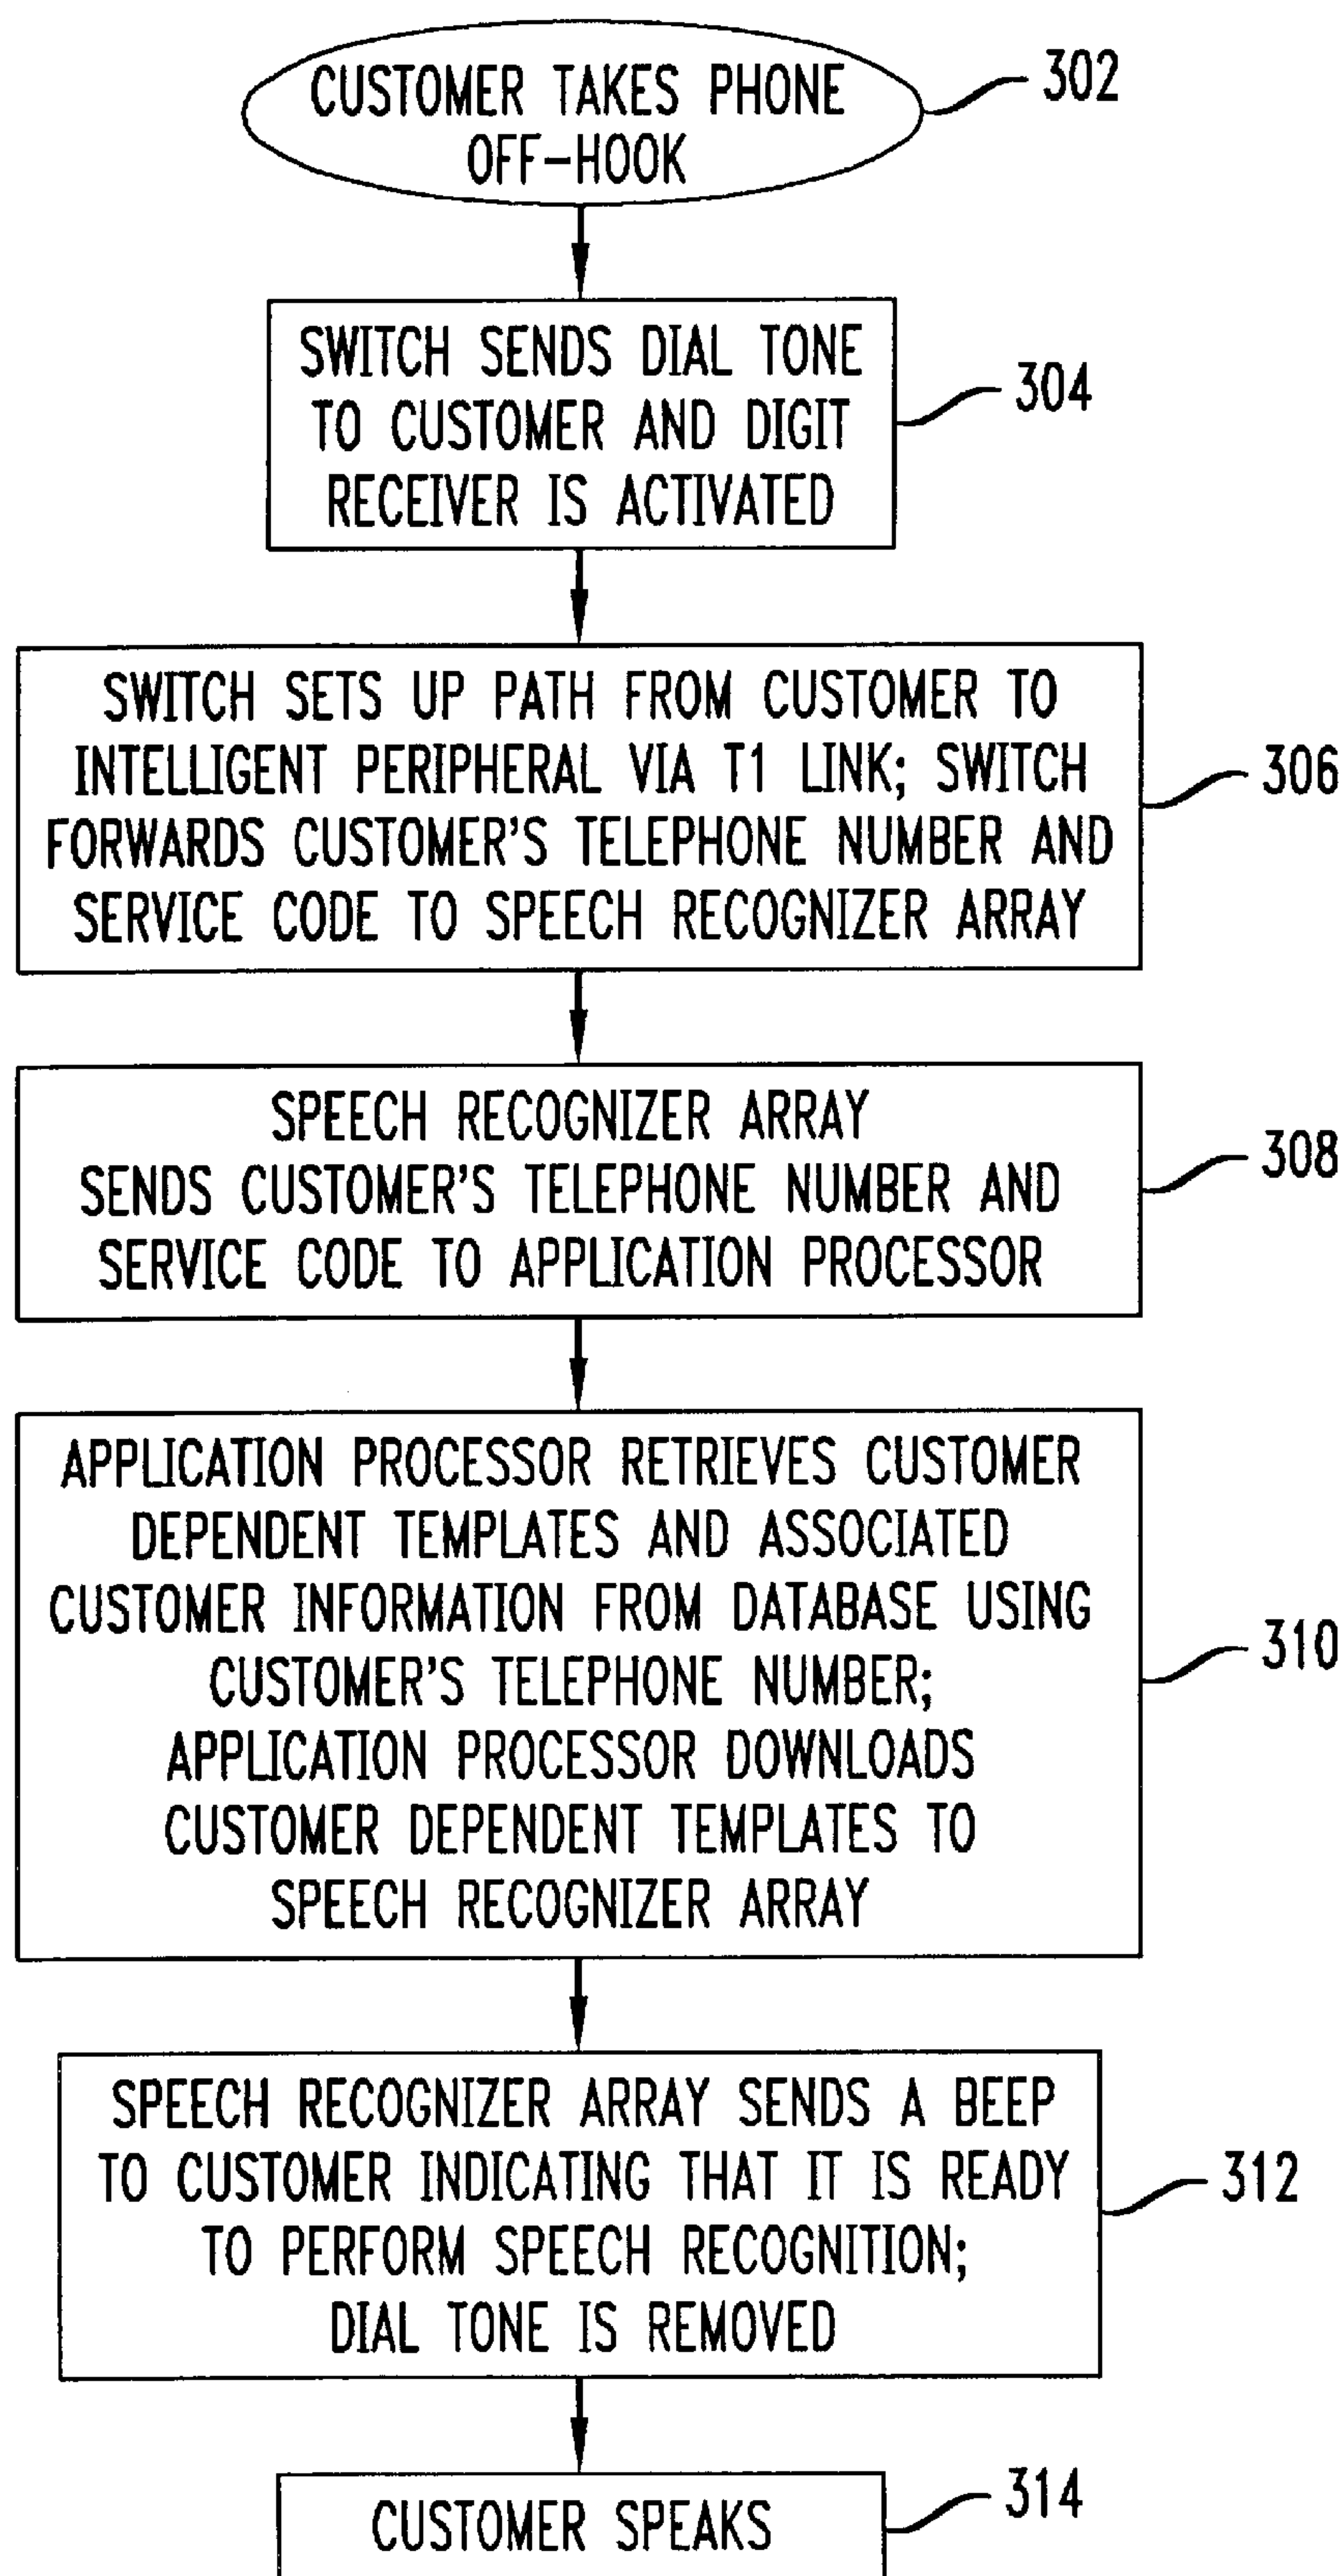 CUSTOMER TAKES PHONE
OFF-HOOK
302
SWITCH SENDS DIAL TONE
TO CUSTOMER AND DIGIT
RECEIVER IS ACTIVATED
304
SWITCH SETS UP PATH FROM CUSTOMER TO
INTELLIGENT PERIPHERAL VIA T1 LINK; SWITCH
FORWARDS CUSTOMER'S TELEPHONE NUMBER AND
SERVICE CODE TO SPEECH RECOGNIZER ARRAY
306
SPEECH RECOGNIZER ARRAY
SENDS CUSTOMER'S TELEPHONE NUMBER AND
SERVICE CODE TO APPLICATION PROCESSOR
308
APPLICATION PROCESSOR RETRIEVES CUSTOMER
DEPENDENT TEMPLATES AND ASSOCIATED
CUSTOMER INFORMATION FROM DATABASE USING
CUSTOMER'S TELEPHONE NUMBER;
APPLICATION PROCESSOR DOWNLOADS
CUSTOMER DEPENDENT TEMPLATES TO
SPEECH RECOGNIZER ARRAY
310
SPEECH RECOGNIZER ARRAY SENDS A BEEP
TO CUSTOMER INDICATING THAT IT IS READY
TO PERFORM SPEECH RECOGNITION;
DIAL TONE IS REMOVED
312
CUSTOMER SPEAKS
314